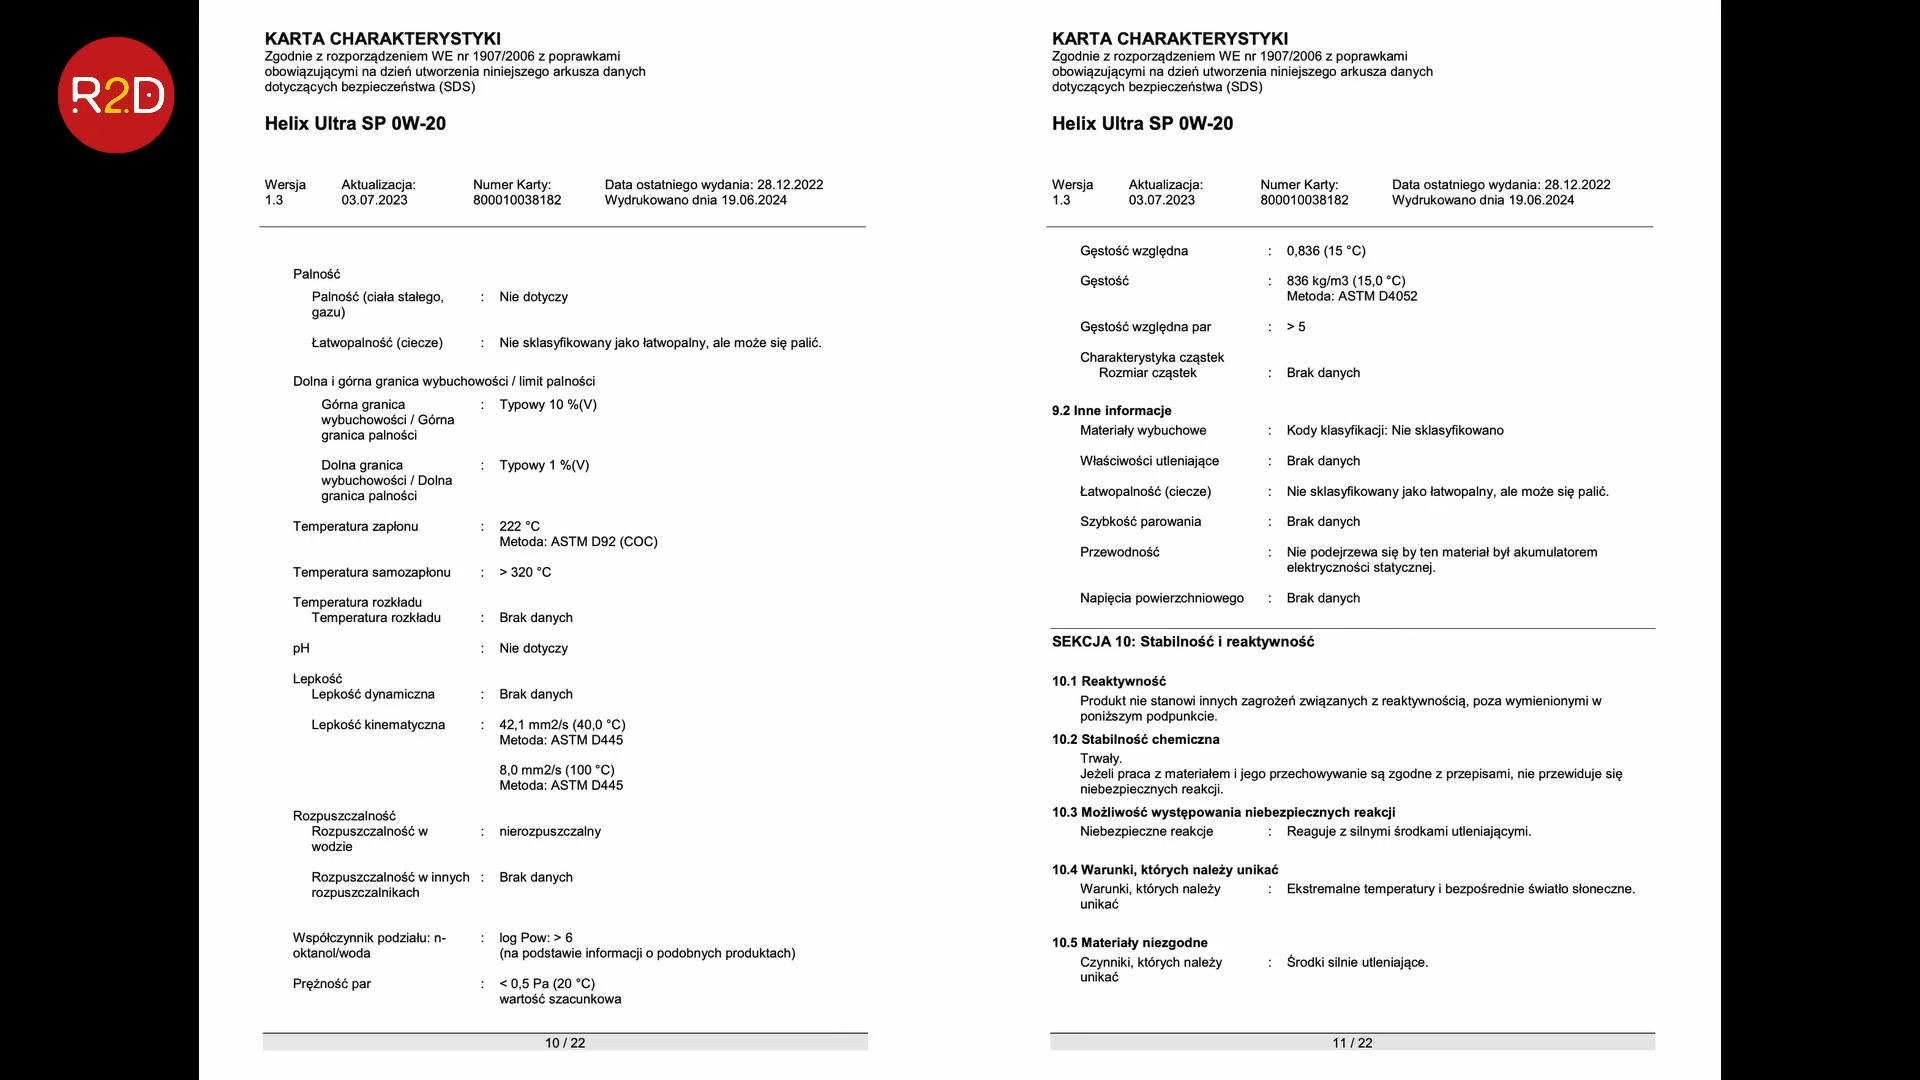 R2D
KARTA CHARAKTERYSTYKI
Zgodnie z rozporządzeniem WE nr 1907/2006 z poprawkami
obowiązującymi na dzień utworzenia niniejszego arkusza danych
dotyczących bezpieczeństwa (SDS)
Helix Ultra SP 0W-20
Wersja Aktualizacja: Numer Karty: Data ostatniego wydania: 28.12.2022
1.3 03.07.2023 800010038182 Wydrukowano dnia 19.06.2024
Palność
Palność (ciała stałego, : Nie dotyczy
gazu)
Łatwopalność (ciecze) : Nie sklasyfikowany jako łatwopalny, ale może się palić.
Dolna i górna granica wybuchowości / limit palności
Górna granica : Typowy 10 %(V)
wybuchowości / Górna
granica palności
Dolna granica : Typowy 1 %(V)
wybuchowości / Dolna
granica palności
Temperatura zapłonu : 222 °C
Metoda: ASTM D92 (COC)
Temperatura samozapłonu : > 320 °C
Temperatura rozkładu
Temperatura rozkładu : Brak danych
pH : Nie dotyczy
Lepkość
Lepkość dynamiczna : Brak danych
Lepkość kinematyczna : 42,1 mm2/s (40,0 °C)
Metoda: ASTM D445
8,0 mm2/s (100 °C)
Metoda: ASTM D445
Rozpuszczalność
Rozpuszczalność w : nierozpuszczalny
wodzie
Rozpuszczalność w innych : Brak danych
rozpuszczalnikach
Współczynnik podziału: n- : log Pow: > 6
oktanol/woda (na podstawie informacji o podobnych produktach)
Prężność par : < 0,5 Pa (20 °C)
wartość szacunkowa
10 / 22
KARTA CHARAKTERYSTYKI
Zgodnie z rozporządzeniem WE nr 1907/2006 z poprawkami
obowiązującymi na dzień utworzenia niniejszego arkusza danych
dotyczących bezpieczeństwa (SDS)
Helix Ultra SP 0W-20
Wersja Aktualizacja: Numer Karty: Data ostatniego wydania: 28.12.2022
1.3 03.07.2023 800010038182 Wydrukowano dnia 19.06.2024
Gęstość względna : 0,836 (15 °C)
Gęstość : 836 kg/m3 (15,0 °C)
Metoda: ASTM D4052
Gęstość względna par : > 5
Charakterystyka cząstek
Rozmiar cząstek : Brak danych
9.2 Inne informacje
Materiały wybuchowe : Kody klasyfikacji: Nie sklasyfikowano
Właściwości utleniające : Brak danych
Łatwopalność (ciecze) : Nie sklasyfikowany jako łatwopalny, ale może się palić.
Szybkość parowania : Brak danych
Przewodność : Nie podejrzewa się by ten materiał był akumulatorem
elektryczności statycznej.
Napięcia powierzchniowego : Brak danych
SEKCJA 10: Stabilność i reaktywność
10.1 Reaktywność
Produkt nie stanowi innych zagrożeń związanych z reaktywnością, poza wymienionymi w
poniższym podpunkcie.
10.2 Stabilność chemiczna
Trwały.
Jeżeli praca z materiałem i jego przechowywanie są zgodne z przepisami, nie przewiduje się
niebezpiecznych reakcji.
10.3 Możliwość występowania niebezpiecznych reakcji
Niebezpieczne reakcje : Reaguje z silnymi środkami utleniającymi.
10.4 Warunki, których należy unikać
Warunki, których należy : Ekstremalne temperatury i bezpośrednie światło słoneczne.
unikać
10.5 Materiały niezgodne
Czynniki, których należy : Środki silnie utleniające.
unikać
11 / 22